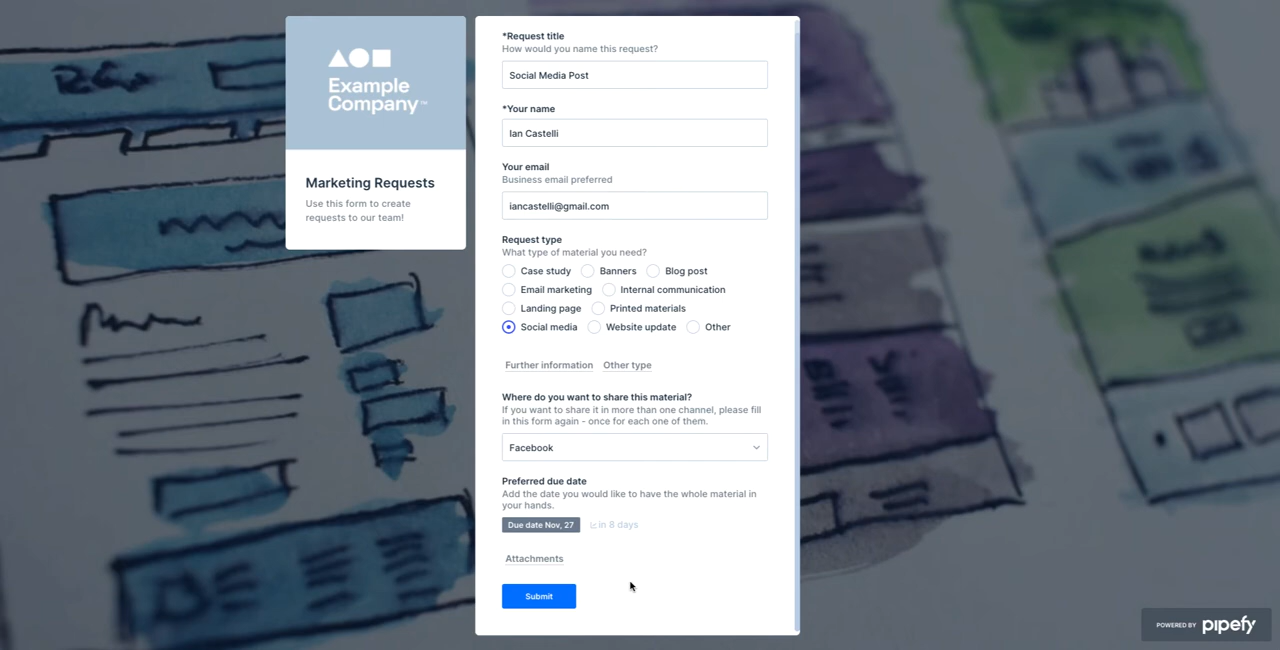 Example
Company™
Marketing Requests
Use this form to create
requests to our team!
*Request title
How would you name this request?
Social Media Post
*Your name
Ian Castelli
Your email
Business email preferred
iancastelli@gmail.com
Request type
What type of material you need?
Case study Banners Blog post
Email marketing Internal communication
Landing page Printed materials
Social media Website update Other
Further information Other type
Where do you want to share this material?
If you want to share it in more than one channel, please fill
in this form again - once for each one of them.
Facebook
Preferred due date
Add the date you would like to have the whole material in
your hands.
Due date Nov, 27 in 8 days
Attachments
Submit
POWERED BY pipefy